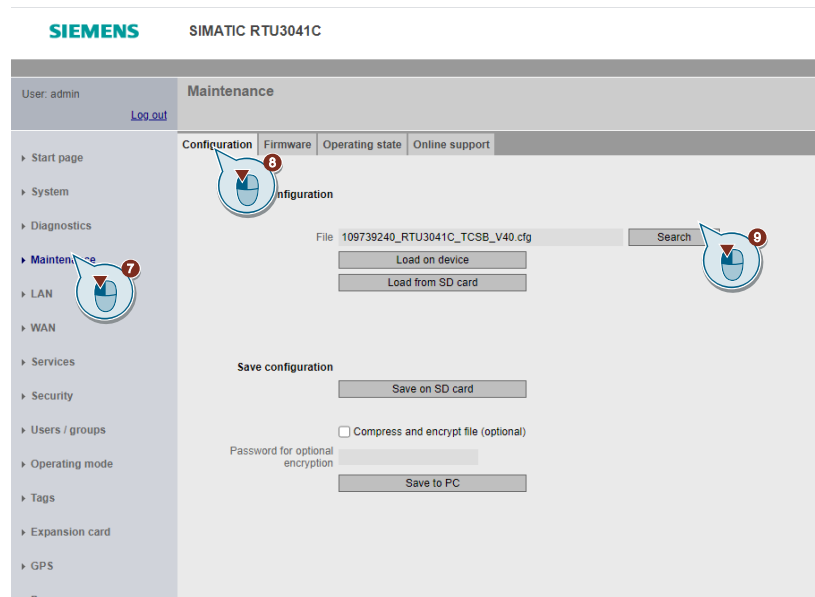 SIEMENS
SIMATIC RTU3041C
User: admin
Log out
Maintenance
Configuration
Firmware
Operating state
Online support
8
Start page
System
Diagnostics
Maintenance
7
LAN
WAN
Services
Security
Users / groups
Operating mode
Tags
Expansion card
GPS
File
109739240_RTU3041C_TCSB_V40.cfg
Search
9
Load on device
Load from SD card
Save configuration
Save on SD card
Compress and encrypt file (optional)
Password for optional
encryption
Save to PC